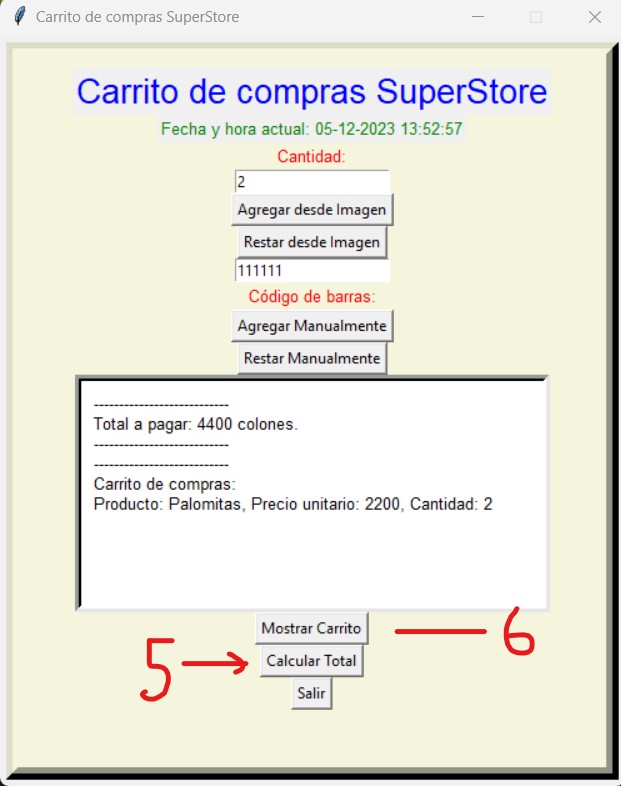 Carrito de compras SuperStore
Carrito de compras SuperStore
Fecha y hora actual: 05-12-2023 13:52:57
Cantidad:
2
Agregar desde Imagen
Restar desde Imagen
111111
Código de barras:
Agregar Manualmente
Restar Manualmente
---------------------------
Total a pagar: 4400 colones.
---------------------------
---------------------------
Carrito de compras:
Producto: Palomitas, Precio unitario: 2200, Cantidad: 2
Mostrar Carrito 6
5 Calcular Total
Salir